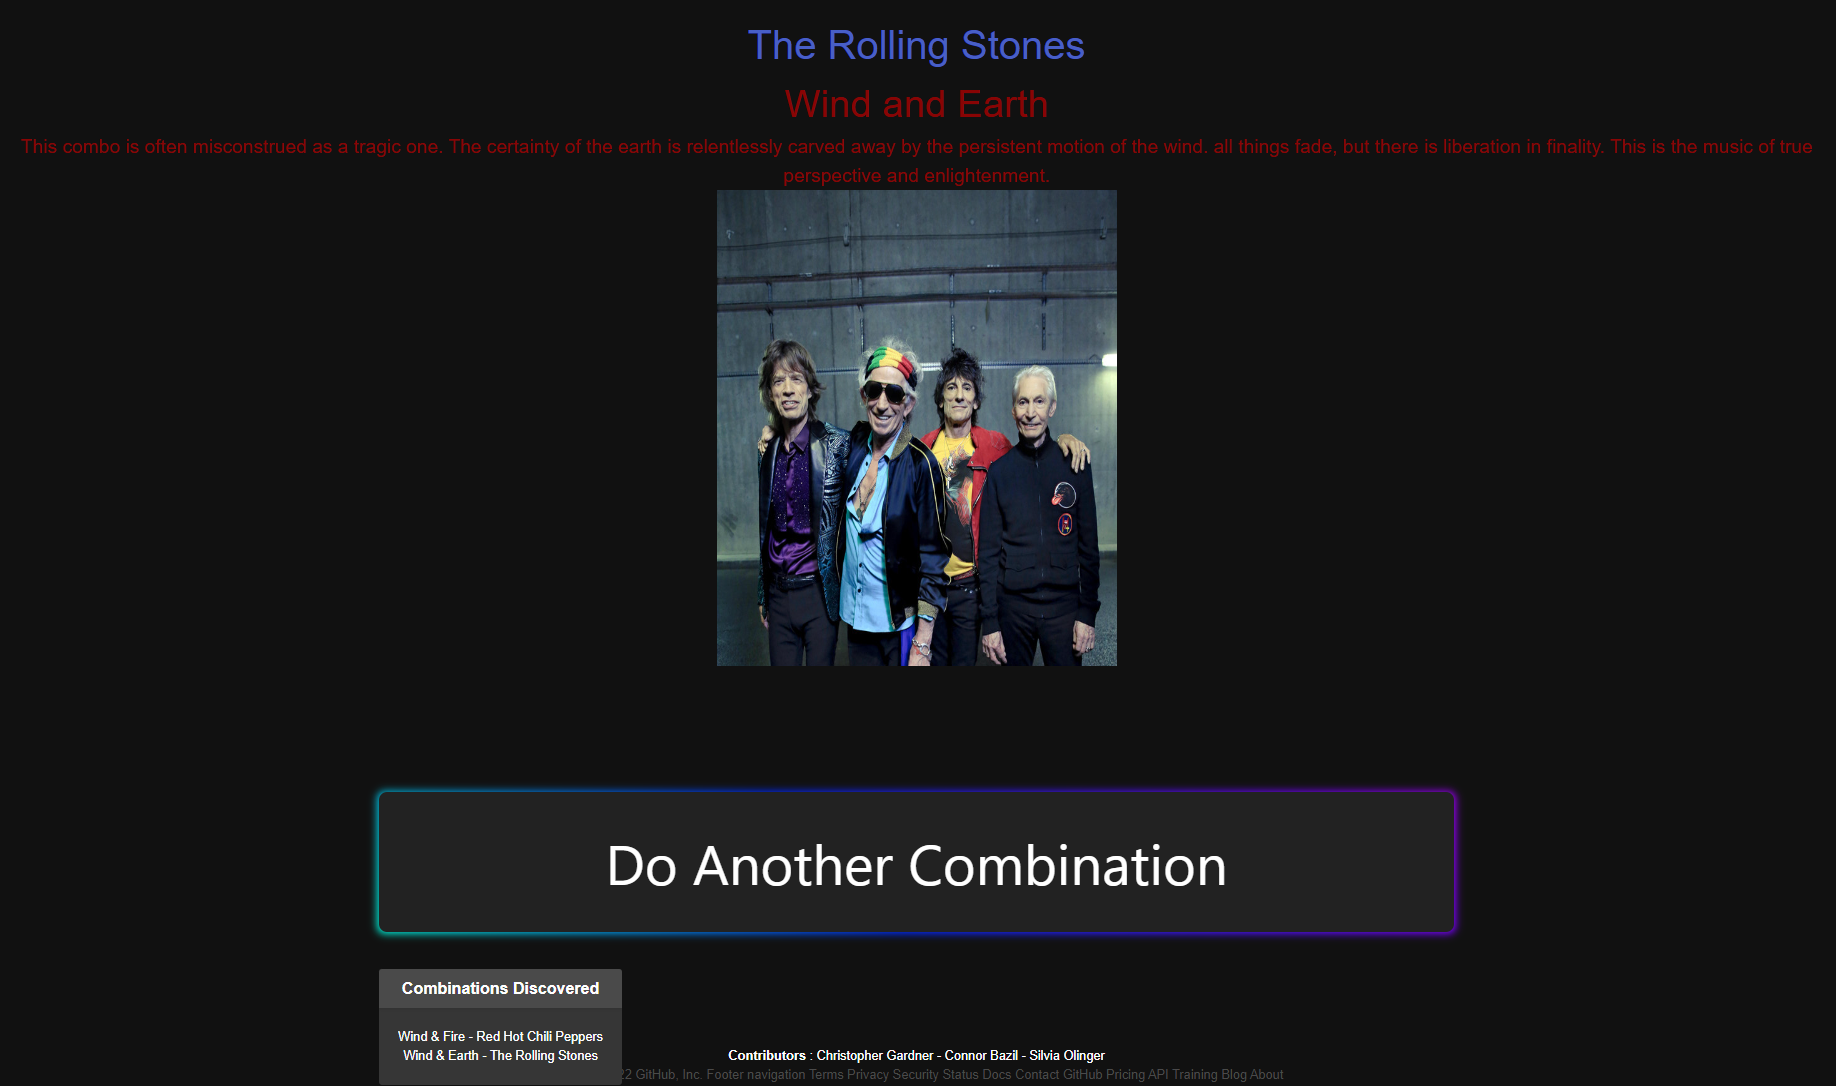 The Rolling Stones
Wind and Earth
This combo is often misconstrued as a tragic one. The certainty of the earth is relentlessly carved away by the persistent motion of the wind. all things fade, but there is liberation in finality. This is the music of true
perspective and enlightenment.
Do Another Combination
Combinations Discovered
Wind & Fire - Red Hot Chili Peppers
Wind & Earth - The Rolling Stones
Contributors : Christopher Gardner - Connor Bazil - Silvia Olinger
22 GitHub, Inc. Footer navigation Terms Privacy Security Status Docs Contact GitHub Pricing API Training Blog About